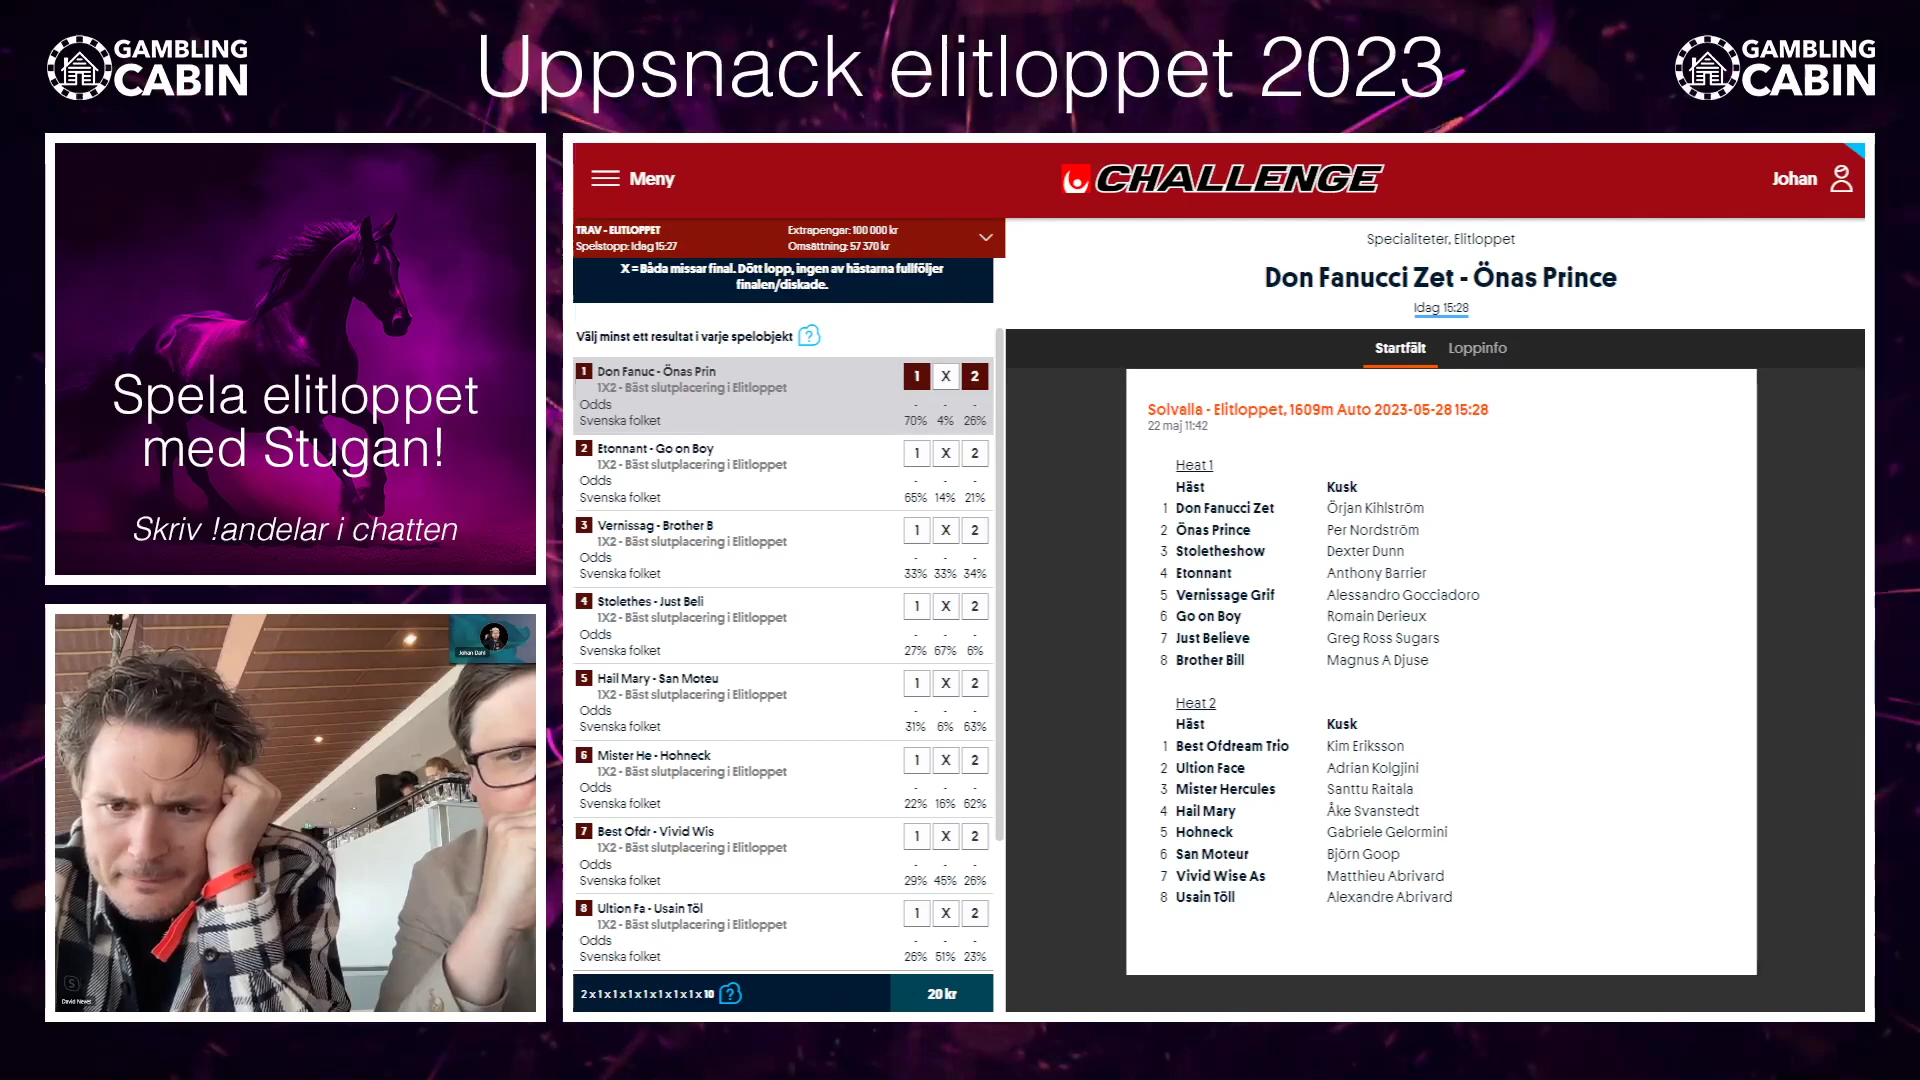 GAMBLING
CABIN
Uppsnack elitloppet 2023
GAMBLING
CABIN
Spela elitloppet
med Stugan!
Skriv !andelar i chatten
Johan Dahl
David Neves
Meny
CHALLENGE
Johan
TRAV - ELITLOPPET
Spelstopp: Idag 15:27
Extrapengar: 100 000 kr
Omsättning: 57 370 kr
X = Båda missar final. Dött lopp, ingen av hästarna fullföljer
finalen/diskade.
Välj minst ett resultat i varje spelobjekt ?
1 Don Fanuc - Önas Prin 1 X 2
1X2 - Bäst slutplacering i Elitloppet
Odds - - -
Svenska folket 70% 4% 26%
2 Etonnant - Go on Boy 1 X 2
1X2 - Bäst slutplacering i Elitloppet
Odds - - -
Svenska folket 65% 14% 21%
3 Vernissag - Brother B 1 X 2
1X2 - Bäst slutplacering i Elitloppet
Odds - - -
Svenska folket 33% 33% 34%
4 Stolethes - Just Beli 1 X 2
1X2 - Bäst slutplacering i Elitloppet
Odds - - -
Svenska folket 27% 67% 6%
5 Hail Mary - San Moteu 1 X 2
1X2 - Bäst slutplacering i Elitloppet
Odds - - -
Svenska folket 31% 6% 63%
6 Mister He - Hohneck 1 X 2
1X2 - Bäst slutplacering i Elitloppet
Odds - - -
Svenska folket 22% 16% 62%
7 Best Ofdr - Vivid Wis 1 X 2
1X2 - Bäst slutplacering i Elitloppet
Odds - - -
Svenska folket 29% 45% 26%
8 Ultion Fa - Usain Töl 1 X 2
1X2 - Bäst slutplacering i Elitloppet
Odds - - -
Svenska folket 26% 51% 23%
2 x 1 x 1 x 1 x 1 x 1 x 1 x 1 x 10 ? 20 kr
Specialiteter, Elitloppet
Don Fanucci Zet - Önas Prince
Idag 15:28
Startfält Loppinfo
Solvalla - Elitloppet, 1609m Auto 2023-05-28 15:28
22 maj 11:42
Heat 1
Häst Kusk
1 Don Fanucci Zet Örjan Kihlström
2 Önas Prince Per Nordström
3 Stoletheshow Dexter Dunn
4 Etonnant Anthony Barrier
5 Vernissage Grif Alessandro Gocciadoro
6 Go on Boy Romain Derieux
7 Just Believe Greg Ross Sugars
8 Brother Bill Magnus A Djuse
Heat 2
Häst Kusk
1 Best Ofdream Trio Kim Eriksson
2 Ultion Face Adrian Kolgjini
3 Mister Hercules Santtu Raitala
4 Hail Mary Åke Svanstedt
5 Hohneck Gabriele Gelormini
6 San Moteur Björn Goop
7 Vivid Wise As Matthieu Abrivard
8 Usain Töll Alexandre Abrivard